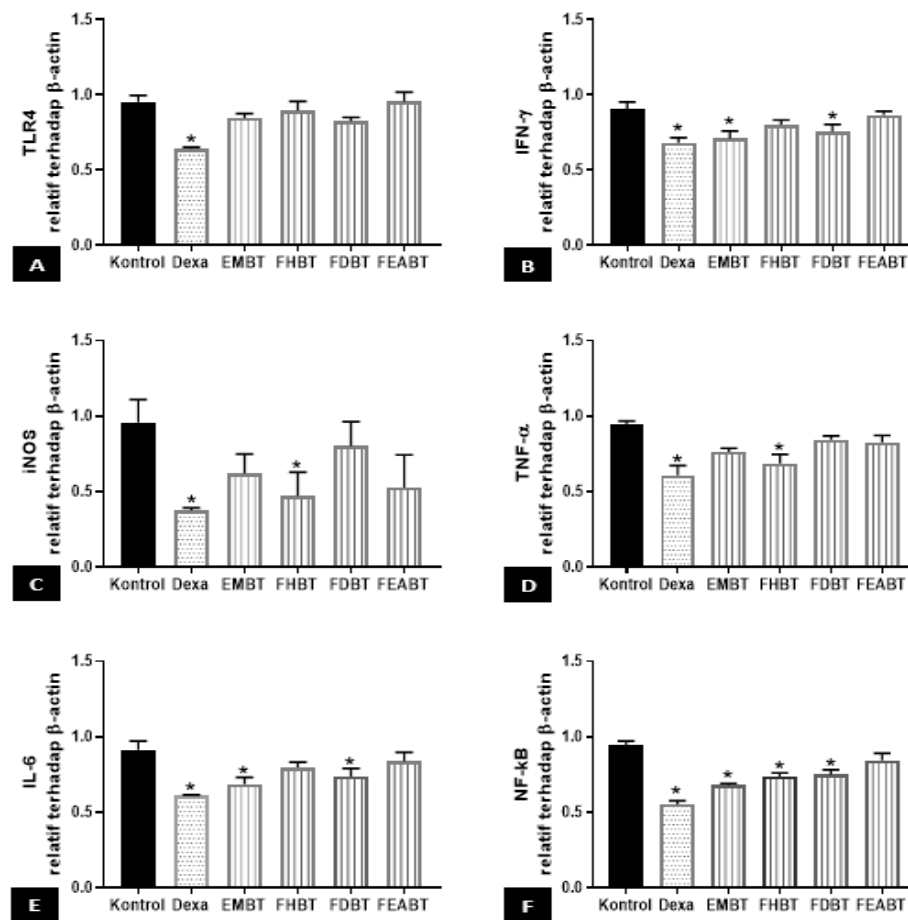 TLR4
relatif terhadap β-actin
1.5
1.0
*
0.5
0.0
Kontrol Dexa EMBT FHBT FDBT FEABT
A
IFN-γ
relatif terhadap β-actin
1.5
1.0
* * *
0.5
0.0
Kontrol Dexa EMBT FHBT FDBT FEABT
B
iNOS
relatif terhadap β-actin
1.5
1.0
* *
0.5
0.0
Kontrol Dexa EMBT FHBT FDBT FEABT
C
TNF-α
relatif terhadap β-actin
1.5
1.0
* *
0.5
0.0
Kontrol Dexa EMBT FHBT FDBT FEABT
D
IL-6
relatif terhadap β-actin
1.5
1.0
* * *
0.5
0.0
Kontrol Dexa EMBT FHBT FDBT FEABT
E
NF-kB
relatif terhadap β-actin
1.5
1.0
* * * *
0.5
0.0
Kontrol Dexa EMBT FHBT FDBT FEABT
F